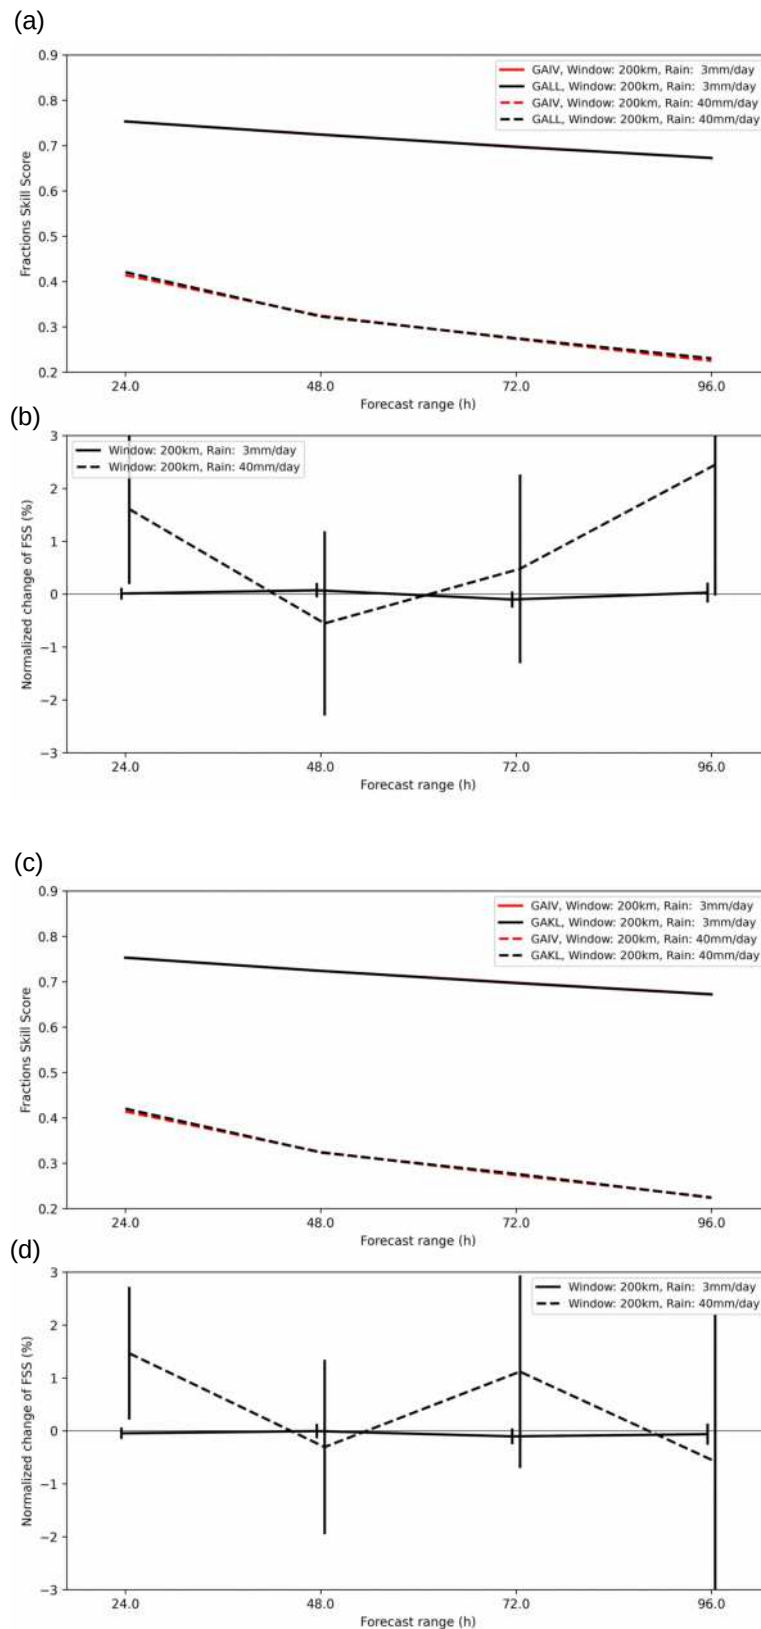 (a)
0.9
0.8
0.7
0.6
0.5
0.4
0.3
0.2
Fractions Skill Score
GAIV, Window: 200km, Rain:  3mm/day
GALL, Window: 200km, Rain:  3mm/day
GAIV, Window: 200km, Rain: 40mm/day
GALL, Window: 200km, Rain: 40mm/day
24.0 48.0 72.0 96.0
Forecast range (h)
(b)
3
2
1
0
−1
−2
−3
Normalized change of FSS (%)
Window: 200km, Rain:  3mm/day
Window: 200km, Rain: 40mm/day
24.0 48.0 72.0 96.0
Forecast range (h)
(c)
0.9
0.8
0.7
0.6
0.5
0.4
0.3
0.2
Fractions Skill Score
GAIV, Window: 200km, Rain:  3mm/day
GAKL, Window: 200km, Rain:  3mm/day
GAIV, Window: 200km, Rain: 40mm/day
GAKL, Window: 200km, Rain: 40mm/day
24.0 48.0 72.0 96.0
Forecast range (h)
(d)
3
2
1
0
−1
−2
−3
Normalized change of FSS (%)
Window: 200km, Rain:  3mm/day
Window: 200km, Rain: 40mm/day
24.0 48.0 72.0 96.0
Forecast range (h)